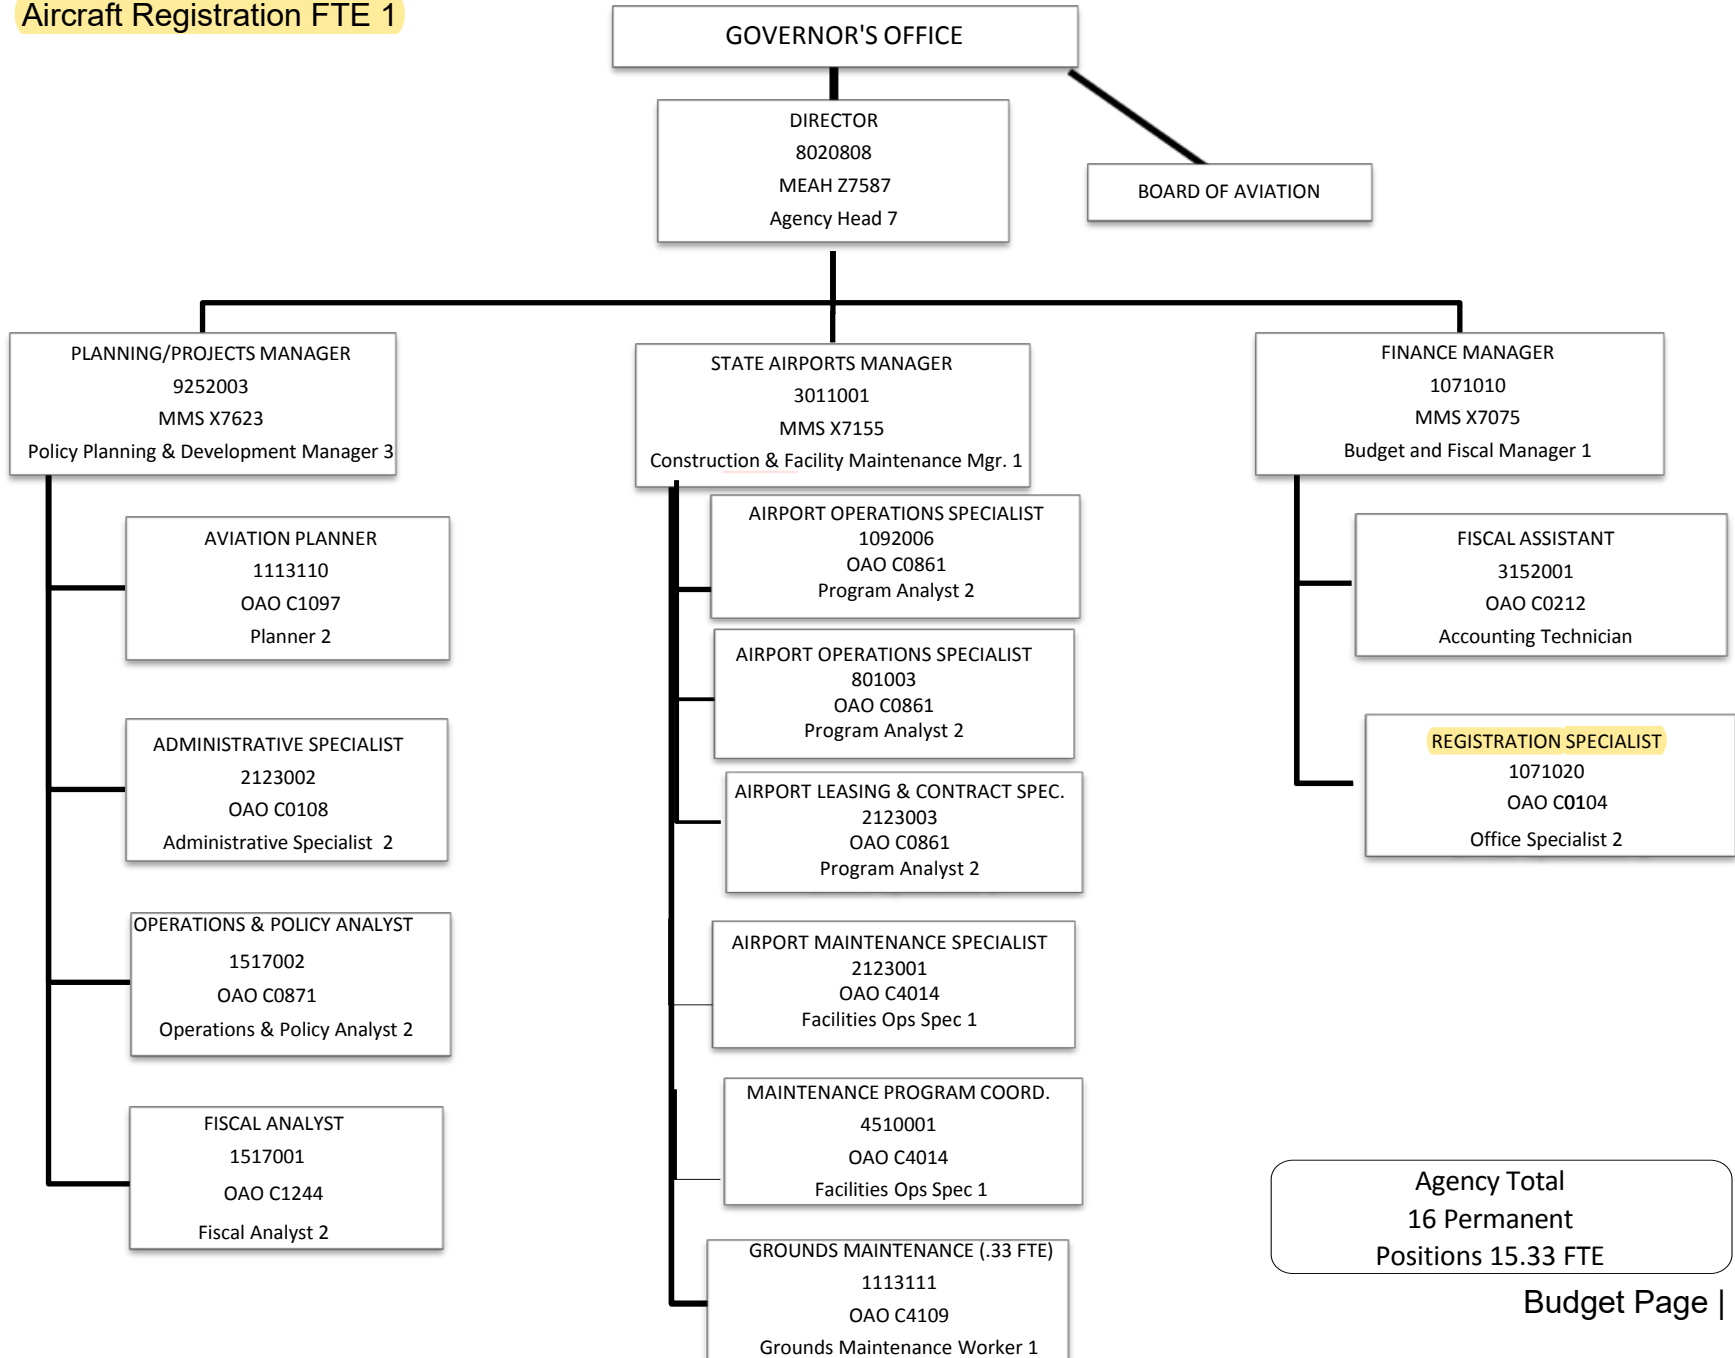 Aircraft Registration FTE 1
GOVERNOR'S OFFICE
DIRECTOR
8020808
MEAH Z7587
Agency Head 7
BOARD OF AVIATION
PLANNING/PROJECTS MANAGER
9252003
MMS X7623
Policy Planning & Development Manager 3
STATE AIRPORTS MANAGER
3011001
MMS X7155
Construction & Facility Maintenance Mgr. 1
FINANCE MANAGER
1071010
MMS X7075
Budget and Fiscal Manager 1
AVIATION PLANNER
1113110
OAO C1097
Planner 2
ADMINISTRATIVE SPECIALIST
2123002
OAO C0108
Administrative Specialist 2
OPERATIONS & POLICY ANALYST
1517002
OAO C0871
Operations & Policy Analyst 2
FISCAL ANALYST
1517001
OAO C1244
Fiscal Analyst 2
AIRPORT OPERATIONS SPECIALIST
1092006
OAO C0861
Program Analyst 2
AIRPORT OPERATIONS SPECIALIST
801003
OAO C0861
Program Analyst 2
AIRPORT LEASING & CONTRACT SPEC.
2123003
OAO C0861
Program Analyst 2
AIRPORT MAINTENANCE SPECIALIST
2123001
OAO C4014
Facilities Ops Spec 1
MAINTENANCE PROGRAM COORD.
4510001
OAO C4014
Facilities Ops Spec 1
GROUNDS MAINTENANCE (.33 FTE)
1113111
OAO C4109
Grounds Maintenance Worker 1
FISCAL ASSISTANT
3152001
OAO C0212
Accounting Technician
REGISTRATION SPECIALIST
1071020
OAO C0104
Office Specialist 2
Agency Total
16 Permanent
Positions 15.33 FTE
Budget Page |